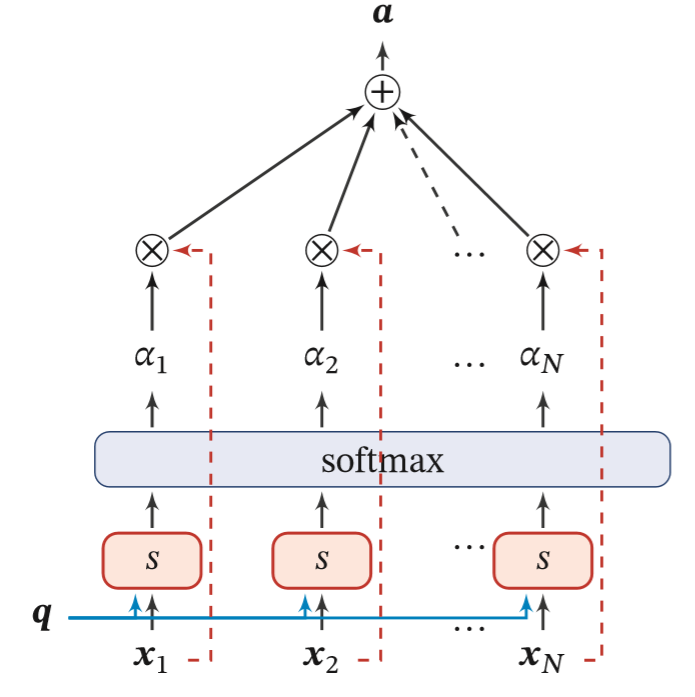 a
α1 α2 … αN
softmax
s s … s
q
x1 x2 … xN